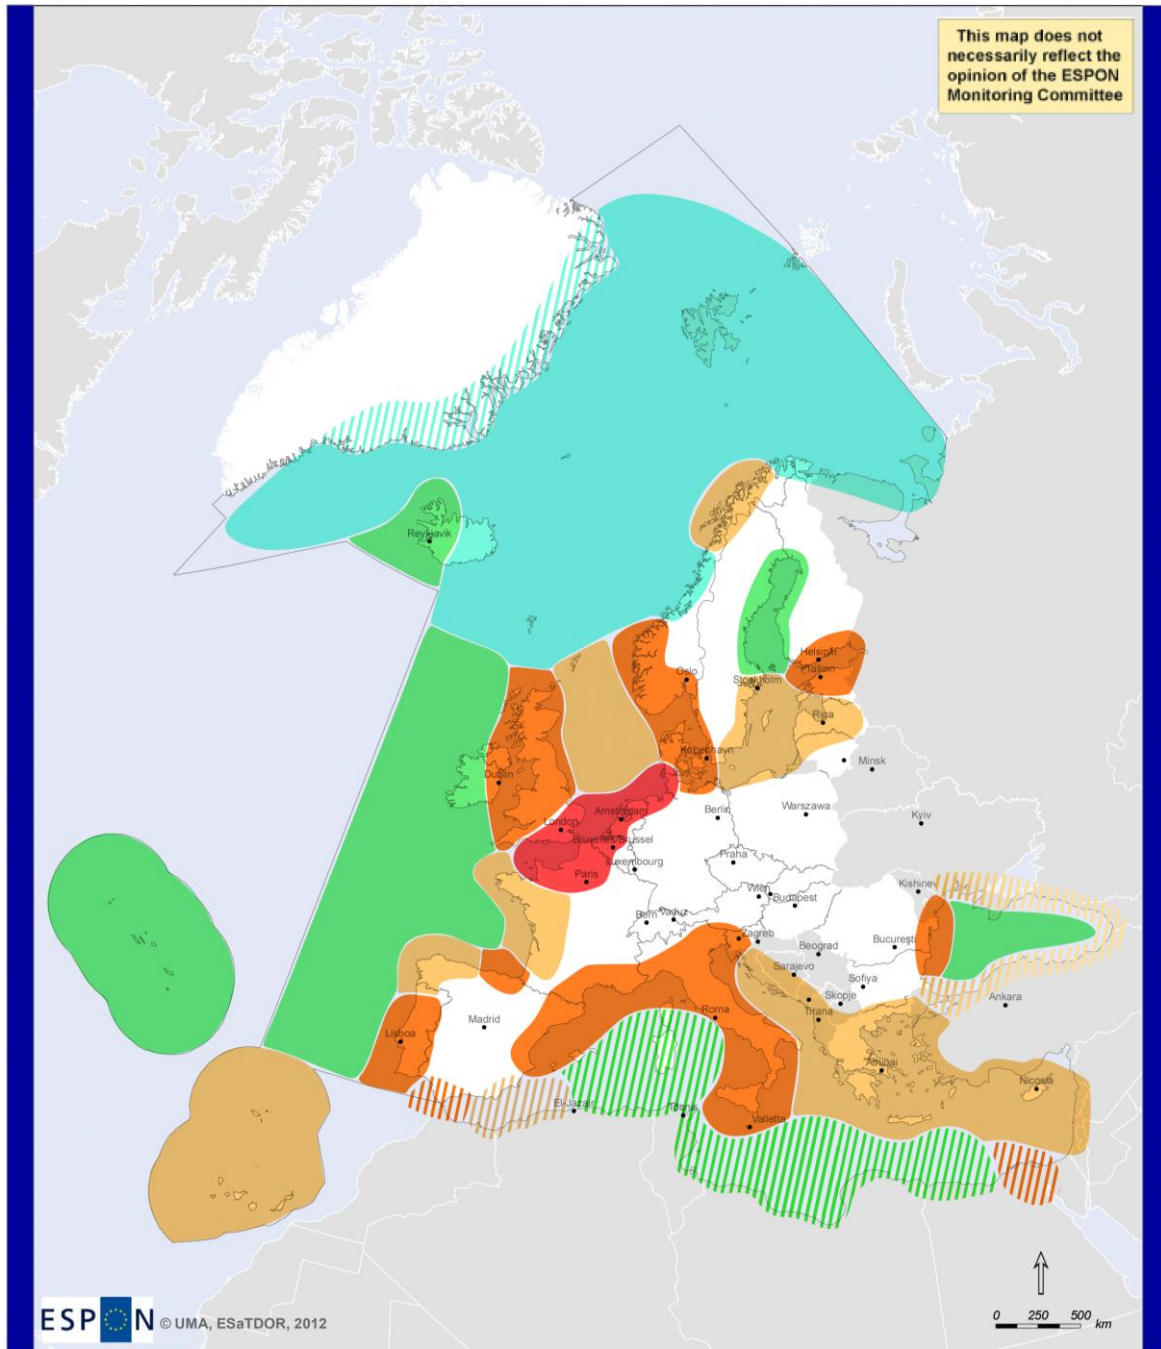 This map does not
necessarily reflect the
opinion of the ESPON
Monitoring Committee
Reykjavik
Helsinki
Tallinn
Oslo
Stockholm
Riga
København
Minsk
Dublin
Berlin
Warszawa
Amsterdam
London
Kyiv
Bruxelles/Brussel
Luxembourg
Praha
Paris
Kishinev
Wien
Budapest
Bern
Vaduz
Zagreb
Beograd
București
Sarajevo
Sofiya
Skopje
Ankara
Roma
Tirana
Madrid
Lisboa
Athinai
Nicosia
El-Jazair
Tounis
Valletta
ESPON © UMA, ESaTDOR, 2012
0 250 500 km